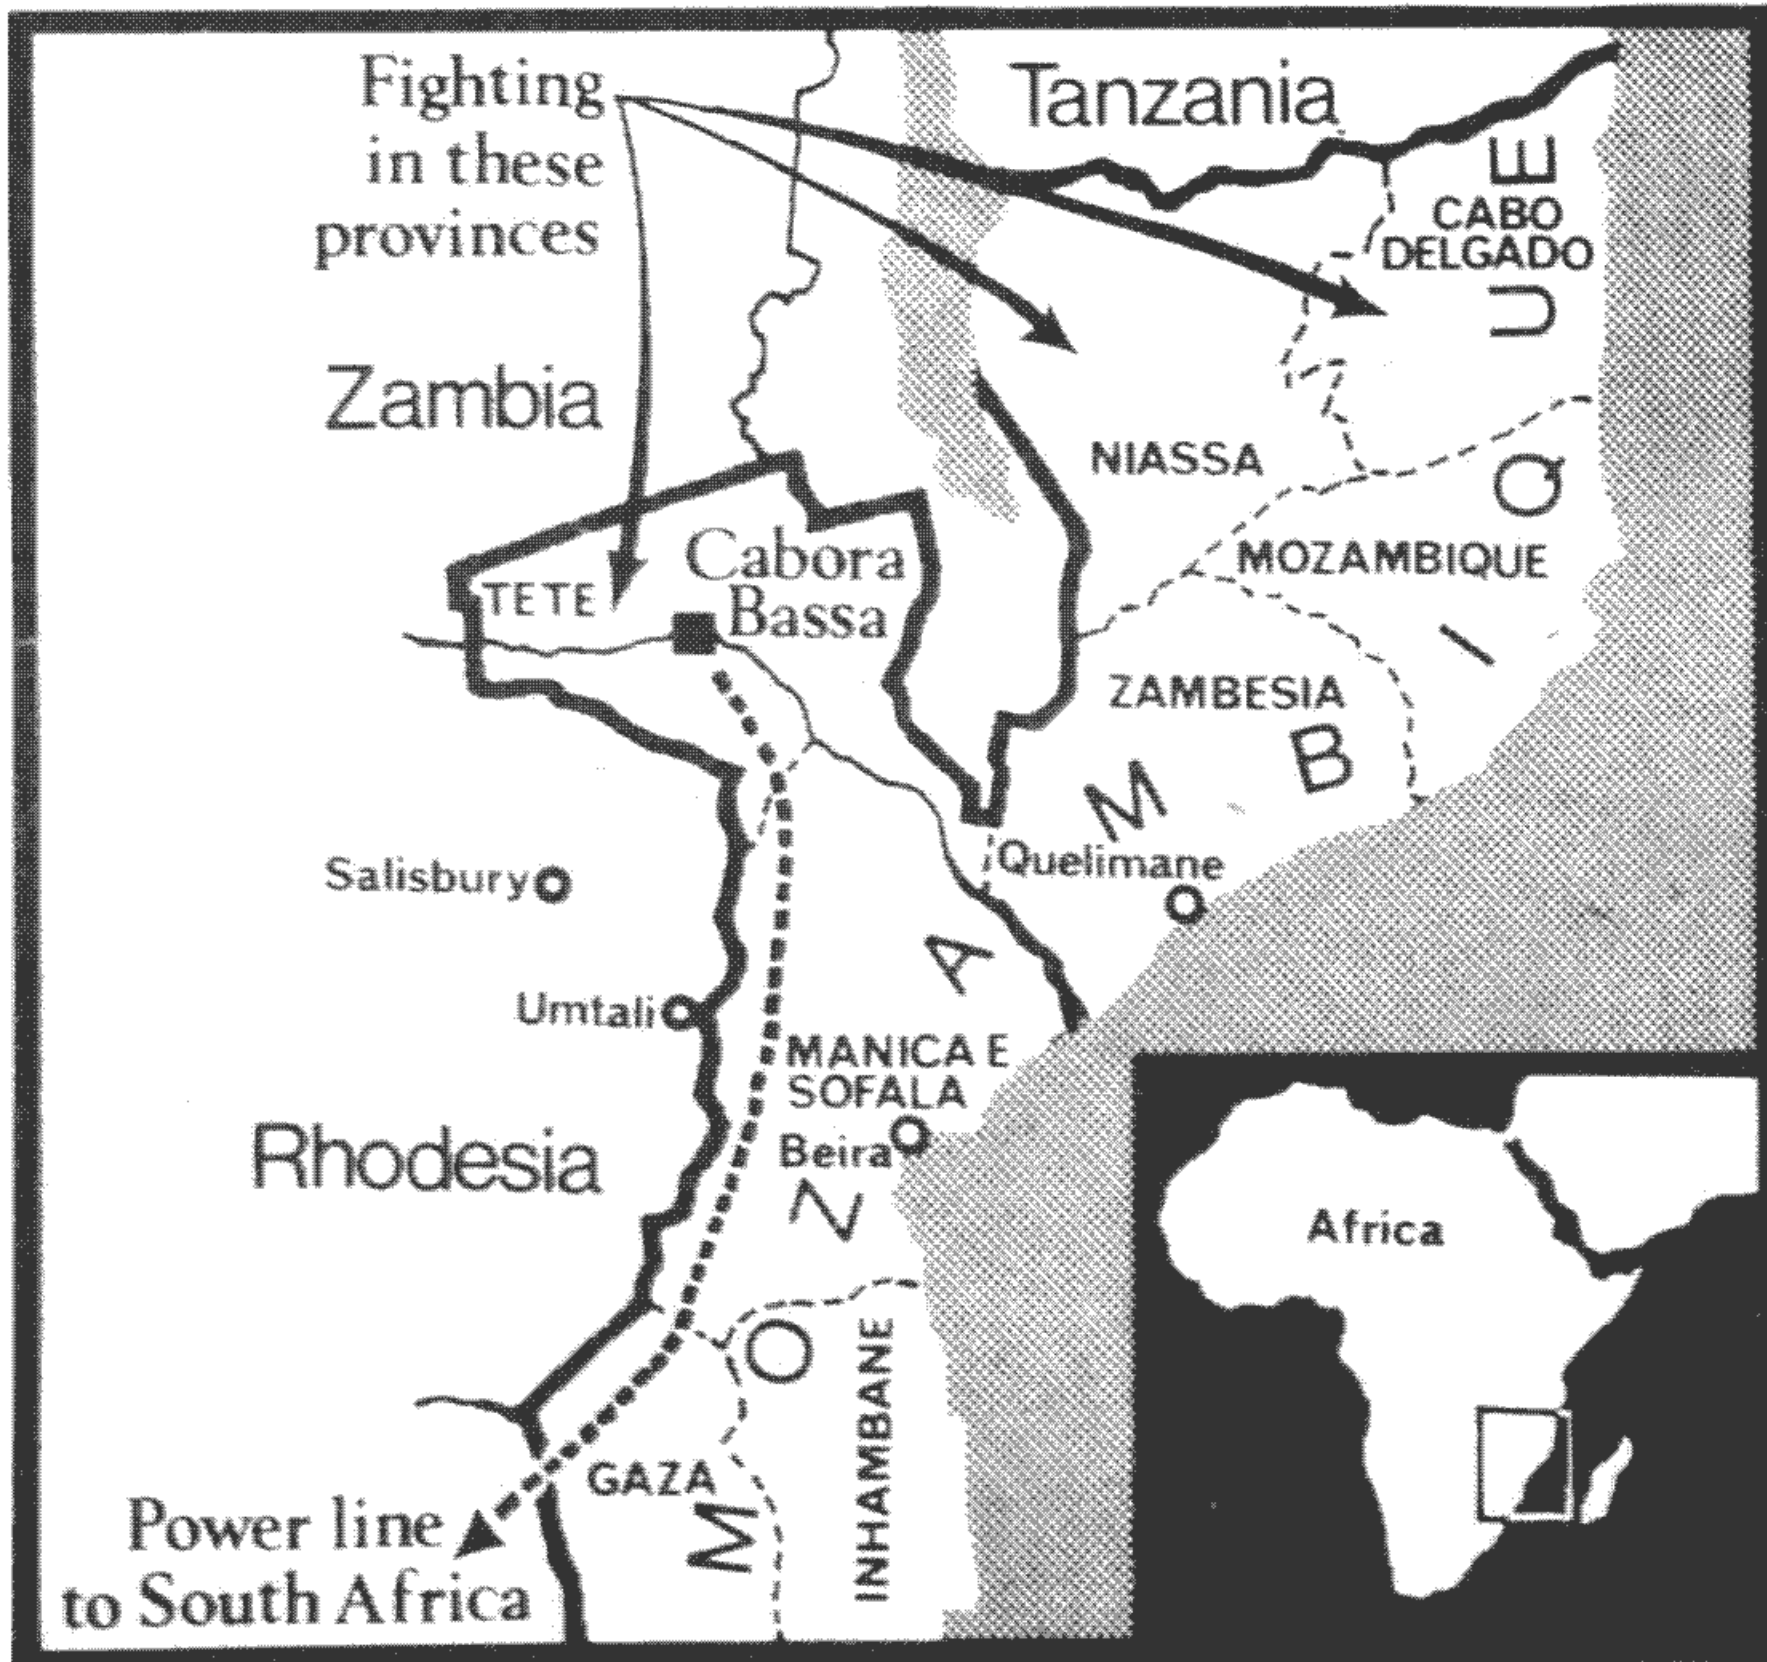 Fighting
in these
provinces
Tanzania
CABO
DELGADO
Zambia
NIASSA
Cabora
Bassa
TETE
MOZAMBIQUE
ZAMBESIA
Salisbury
Quelimane
Umtali
MANICA E
SOFALA
Beira
Rhodesia
MOZAMBIQUE
Africa
INHAMBANE
GAZA
Power line
to South Africa